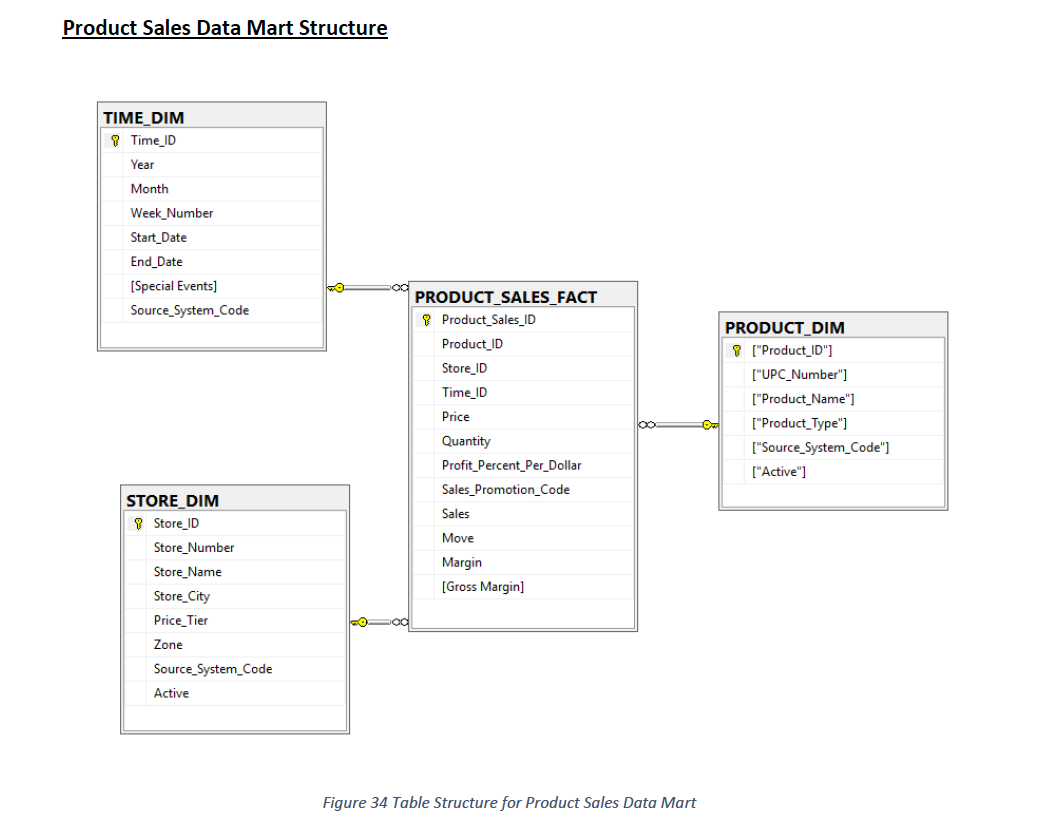 Product Sales Data Mart Structure
TIME_DIM
Time_ID
Year
Month
Week_Number
Start_Date
End_Date
[Special Events]
Source_System_Code
PRODUCT_SALES_FACT
Product_Sales_ID
Product_ID
Store_ID
Time_ID
Price
Quantity
Profit_Percent_Per_Dollar
Sales_Promotion_Code
Sales
Move
Margin
[Gross Margin]
PRODUCT_DIM
["Product_ID"]
["UPC_Number"]
["Product_Name"]
["Product_Type"]
["Source_System_Code"]
["Active"]
STORE_DIM
Store_ID
Store_Number
Store_Name
Store_City
Price_Tier
Zone
Source_System_Code
Active
Figure 34 Table Structure for Product Sales Data Mart